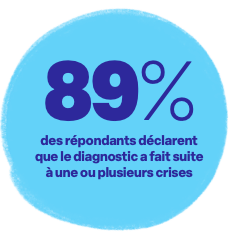 89%
des répondants déclarent
que le diagnostic a fait suite
à une ou plusieurs crises